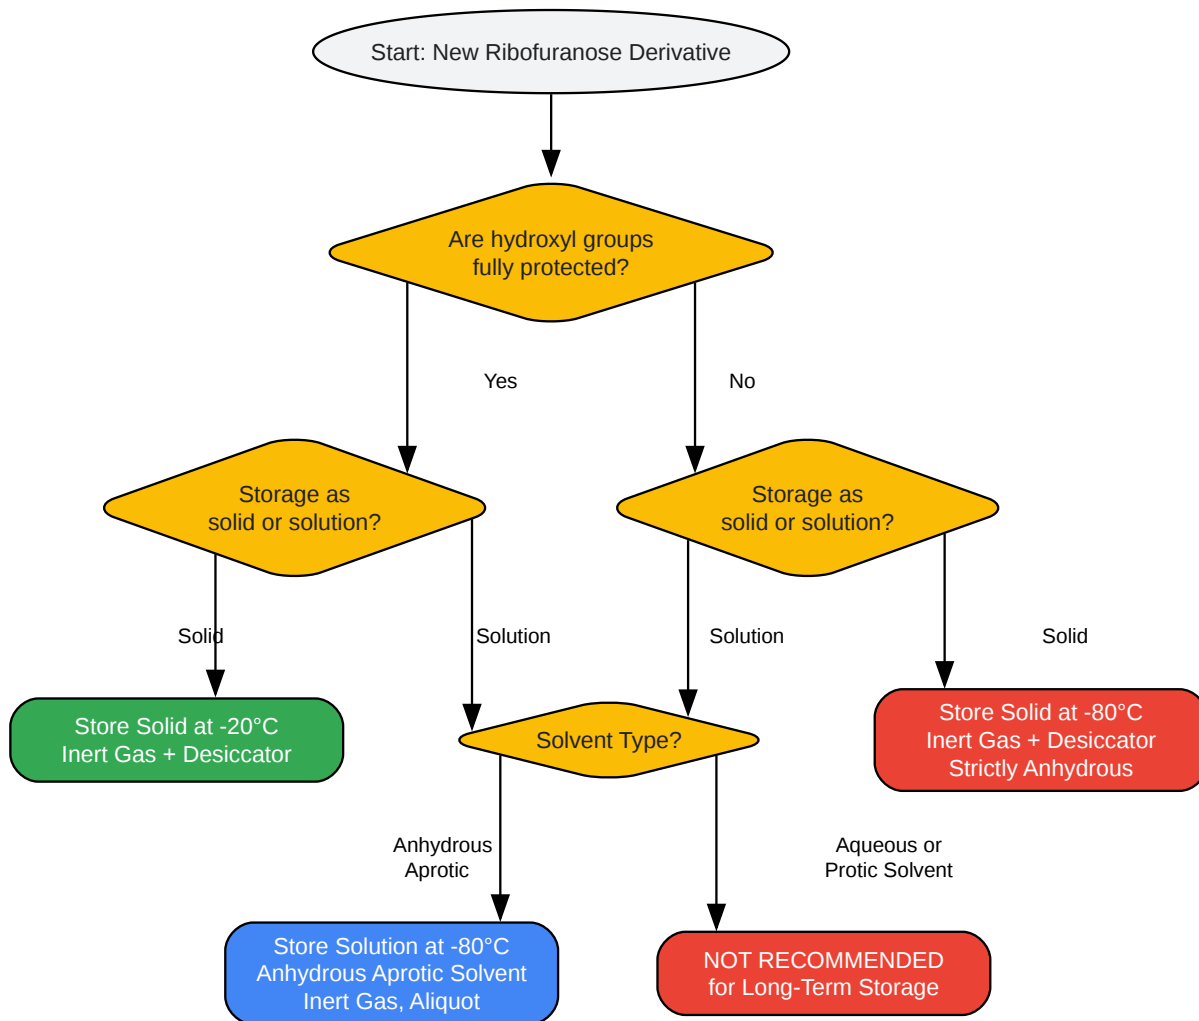 Start: New Ribofuranose Derivative
Are hydroxyl groups
fully protected?
Yes
No
Storage as
solid or solution?
Storage as
solid or solution?
Solid
Solution
Solution
Solid
Store Solid at -20°C
Inert Gas + Desiccator
Solvent Type?
Store Solid at -80°C
Inert Gas + Desiccator
Strictly Anhydrous
Anhydrous
Aprotic
Aqueous or
Protic Solvent
Store Solution at -80°C
Anhydrous Aprotic Solvent
Inert Gas, Aliquot
NOT RECOMMENDED
for Long-Term Storage